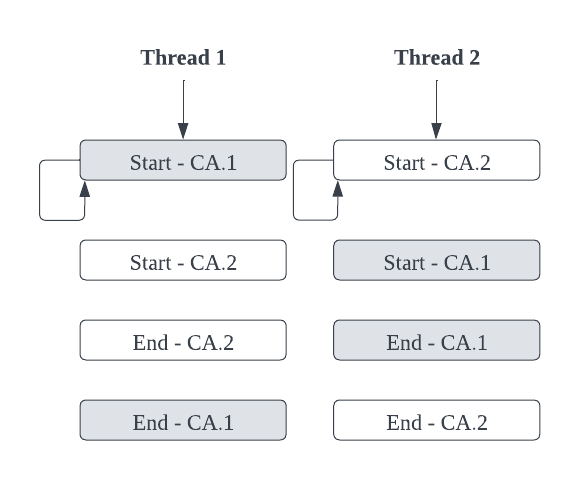 Thread 1
Thread 2
Start - CA.1
Start - CA.2
Start - CA.2
Start - CA.1
End - CA.2
End - CA.1
End - CA.1
End - CA.2